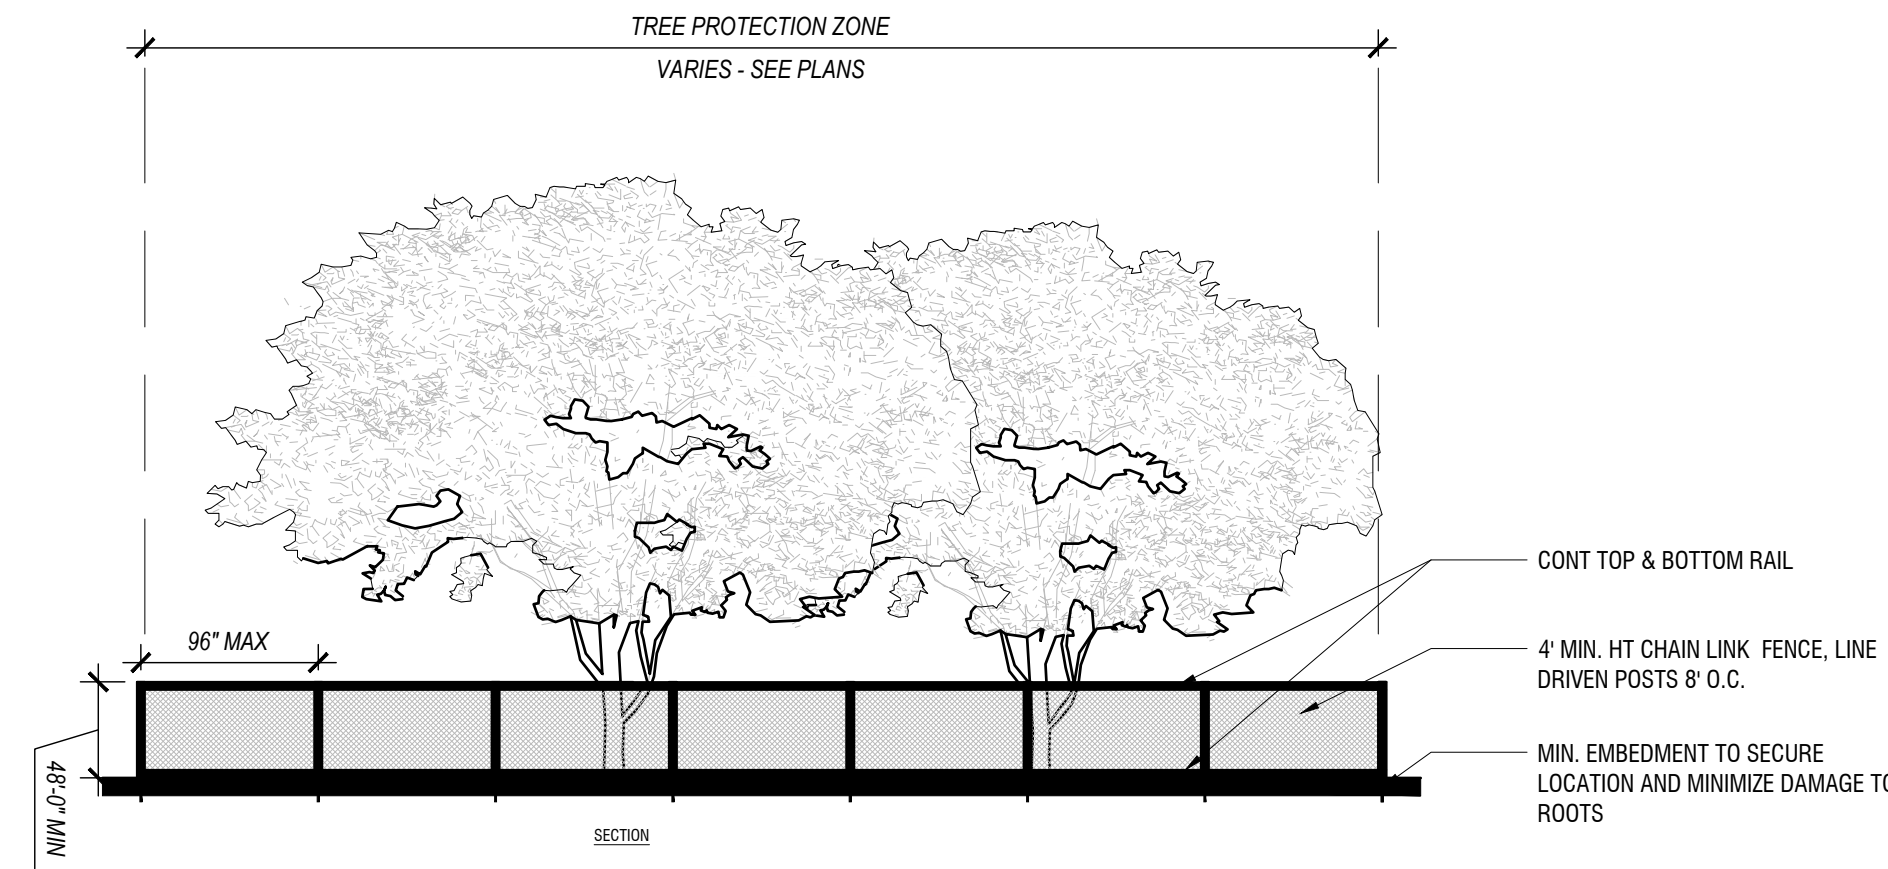 TREE PROTECTION ZONE
VARIES - SEE PLANS
CONT TOP & BOTTOM RAIL
96" MAX
4' MIN. HT CHAIN LINK FENCE, LINE
DRIVEN POSTS 8' O.C.
MIN. EMBEDMENT TO SECURE
LOCATION AND MINIMIZE DAMAGE TO
ROOTS
48'-0" MIN
SECTION